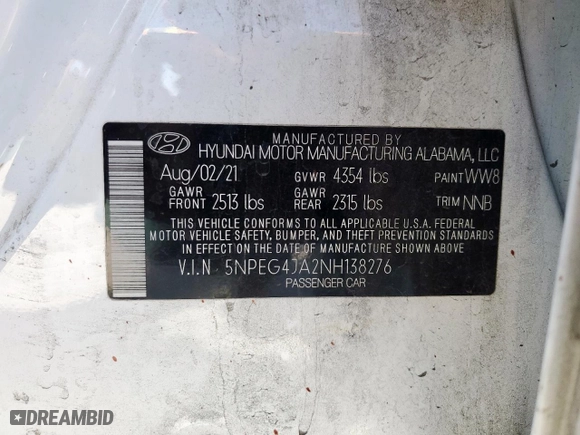 MANUFACTURED BY
HYUNDAI MOTOR MANUFACTURING ALABAMA, LLC
Aug/02/21 GVWR 4354 lbs PAINT WW8
GAWR FRONT 2513 lbs GAWR REAR 2315 lbs TRIM NNB
THIS VEHICLE CONFORMS TO ALL APPLICABLE U.S.A. FEDERAL
MOTOR VEHICLE SAFETY, BUMPER, AND THEFT PREVENTION STANDARDS
IN EFFECT ON THE DATE OF MANUFACTURE SHOWN ABOVE
V.I.N 5NPEG4JA2NH138276
PASSENGER CAR
DREAMBID